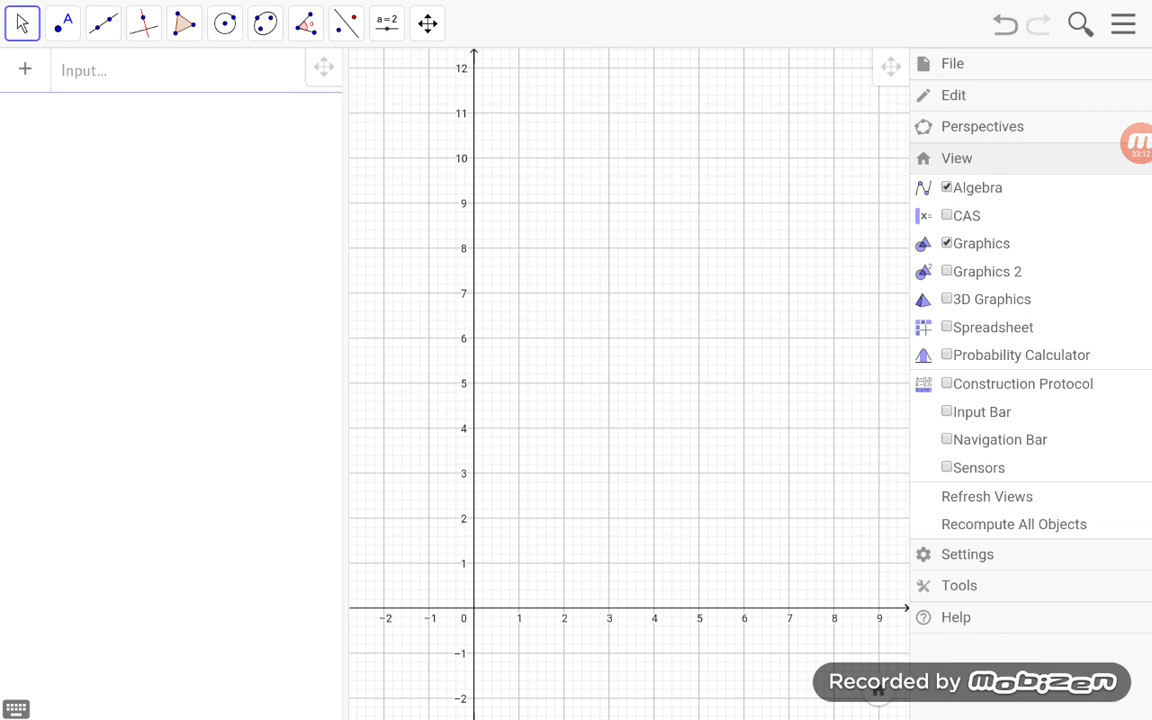 A
α
a = 2
+ Input...
File
Edit
Perspectives
View
Algebra
x= CAS
Graphics
2 Graphics 2
3D Graphics
Spreadsheet
Probability Calculator
Construction Protocol
Input Bar
Navigation Bar
Sensors
Refresh Views
Recompute All Objects
Settings
Tools
? Help
m
33:12
12
11
10
9
8
7
6
5
4
3
2
1
−2 −1 0 1 2 3 4 5 6 7 8 9
−1
−2
Recorded by mobizen